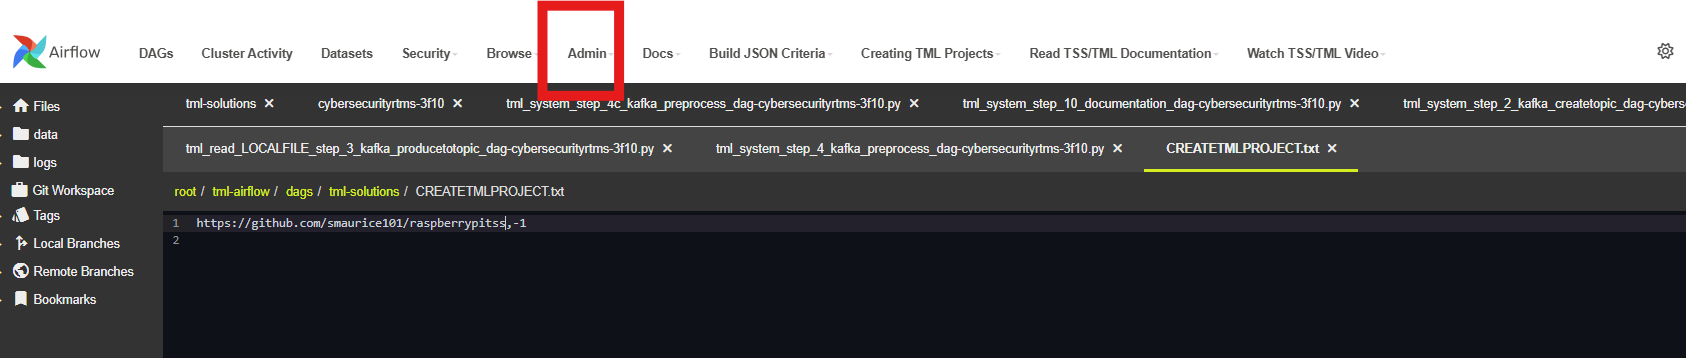 Airflow DAGs Cluster Activity Datasets Security Browse Admin Docs Build JSON Criteria Creating TML Projects Read TSS/TML Documentation Watch TSS/TML Video
Files
data
logs
Git Workspace
Tags
Local Branches
Remote Branches
Bookmarks
tml-solutions × cybersecurityrtms-3f10 × tml_system_step_4c_kafka_preprocess_dag-cybersecurityrtms-3f10.py × tml_system_step_10_documentation_dag-cybersecurityrtms-3f10.py × tml_system_step_2_kafka_createtopic_dag-cybers
tml_read_LOCALFILE_step_3_kafka_producetotopic_dag-cybersecurityrtms-3f10.py × tml_system_step_4_kafka_preprocess_dag-cybersecurityrtms-3f10.py × CREATETMLPROJECT.txt ×
root / tml-airflow / dags / tml-solutions / CREATETMLPROJECT.txt
1 https://github.com/smaurice101/raspberrypitss,-1
2